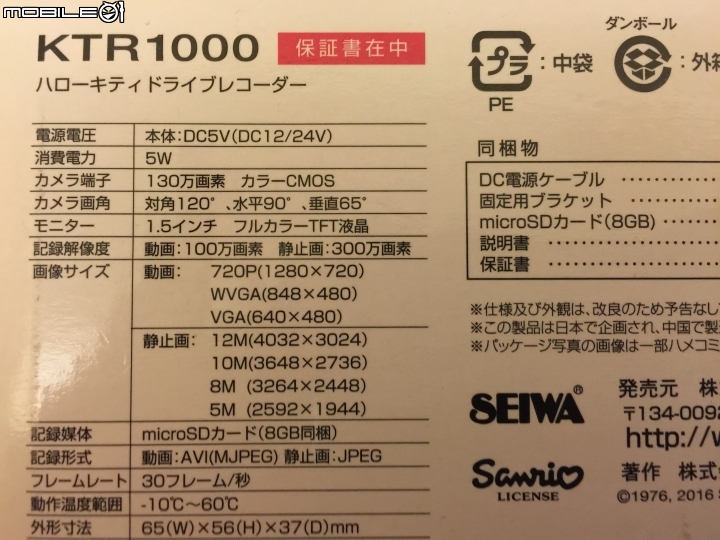 MOBILE01
KTR1000 保証書在中
ハローキティドライブレコーダー
電源電圧 本体:DC5V(DC12/24V)
消費電力 5W
カメラ端子 130万画素 カラーCMOS
カメラ画角 対角120°、水平90°、垂直65°
モニター 1.5インチ フルカラーTFT液晶
記録解像度 動画:100万画素 静止画:300万画素
画像サイズ 動画: 720P(1280×720)
WVGA(848×480)
VGA(640×480)
静止画: 12M(4032×3024)
10M(3648×2736)
8M (3264×2448)
5M (2592×1944)
記録媒体 microSDカード(8GB同梱)
記録形式 動画:AVI(MJPEG) 静止画:JPEG
フレームレート 30フレーム/秒
動作温度範囲 -10℃~60℃
外形寸法 65(W)×56(H)×37(D)mm
ダンボール
プラ :中袋 :外箱
PE
同梱物
DC電源ケーブル ………
固定用ブラケット ………
microSDカード(8GB) ………
説明書 ………
保証書 ………
※仕様及び外観は、改良のため予告なし
※この製品は日本で企画され、中国で製
※パッケージ写真の画像は一部ハメコミ
SEIWA® 発売元 株
〒134-0092
http://w
Sanrio LICENSE 著作 株式
©1976, 2016